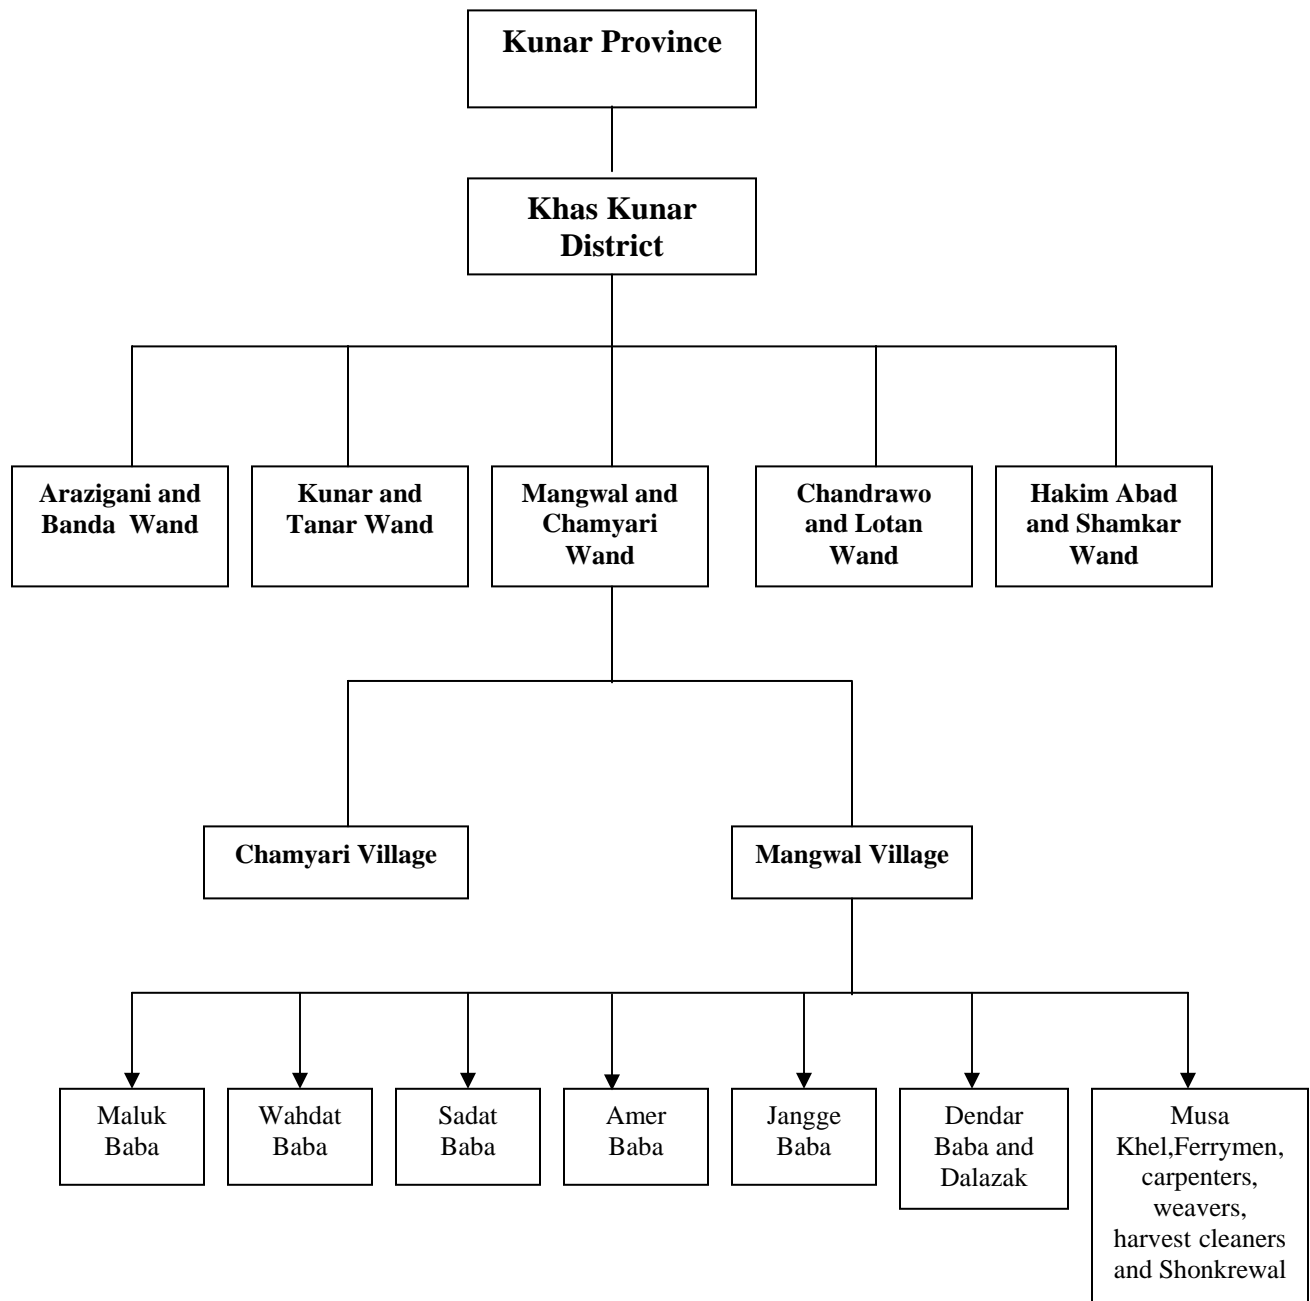 Kunar Province
Khas Kunar
District
Arazigani and
Banda Wand
Kunar and
Tanar Wand
Mangwal and
Chamyari
Wand
Chandrawo
and Lotan
Wand
Hakim Abad
and Shamkar
Wand
Chamyari Village
Mangwal Village
Maluk
Baba
Wahdat
Baba
Sadat
Baba
Amer
Baba
Jangge
Baba
Dendar
Baba and
Dalazak
Musa
Khel,Ferrymen,
carpenters,
weavers,
harvest cleaners
and Shonkrewal